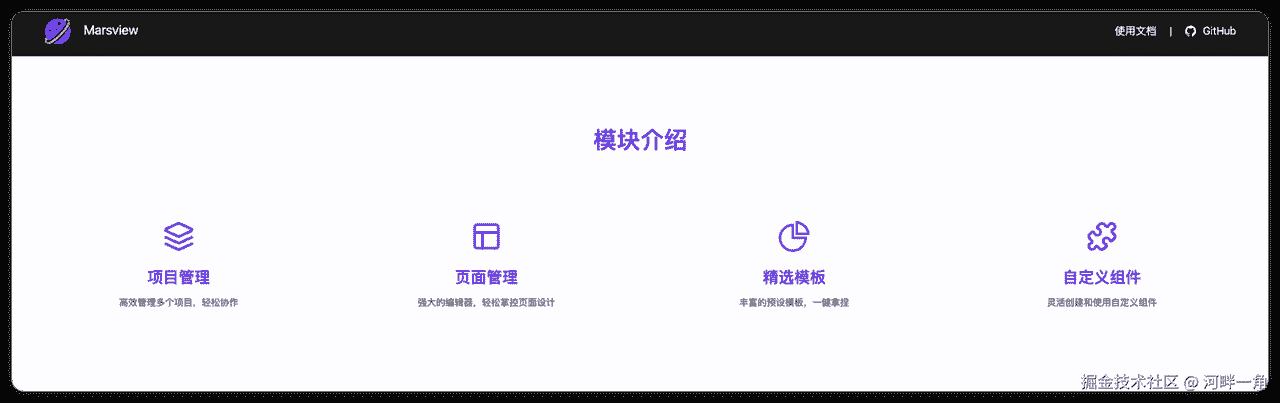 Marsview
使用文档 | GitHub
模块介绍
项目管理
高效管理多个项目，轻松协作
页面管理
强大的编辑器，轻松掌控页面设计
精选模板
丰富的预设模板，一键拿捏
自定义组件
灵活创建和使用自定义组件
掘金技术社区 @ 河畔一角